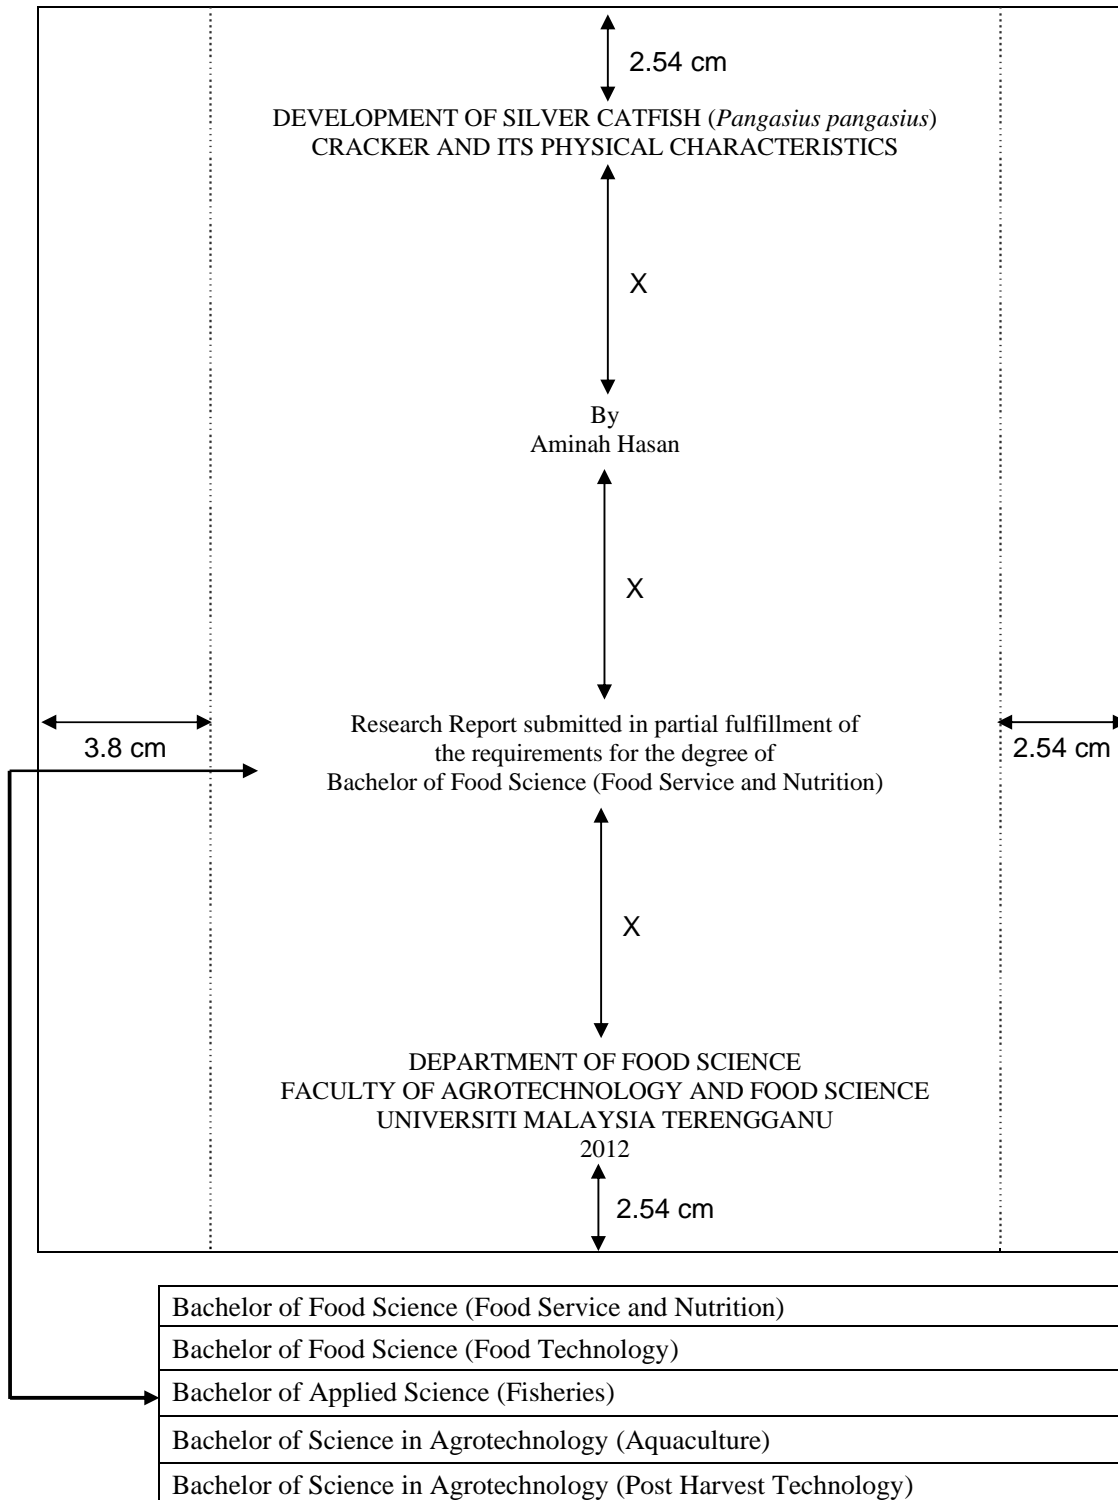 2.54 cm
DEVELOPMENT OF SILVER CATFISH (Pangasius pangasius)
CRACKER AND ITS PHYSICAL CHARACTERISTICS
X
By
Aminah Hasan
X
Research Report submitted in partial fulfillment of
the requirements for the degree of
Bachelor of Food Science (Food Service and Nutrition)
3.8 cm
2.54 cm
X
DEPARTMENT OF FOOD SCIENCE
FACULTY OF AGROTECHNOLOGY AND FOOD SCIENCE
UNIVERSITI MALAYSIA TERENGGANU
2012
2.54 cm
Bachelor of Food Science (Food Service and Nutrition)
Bachelor of Food Science (Food Technology)
Bachelor of Applied Science (Fisheries)
Bachelor of Science in Agrotechnology (Aquaculture)
Bachelor of Science in Agrotechnology (Post Harvest Technology)